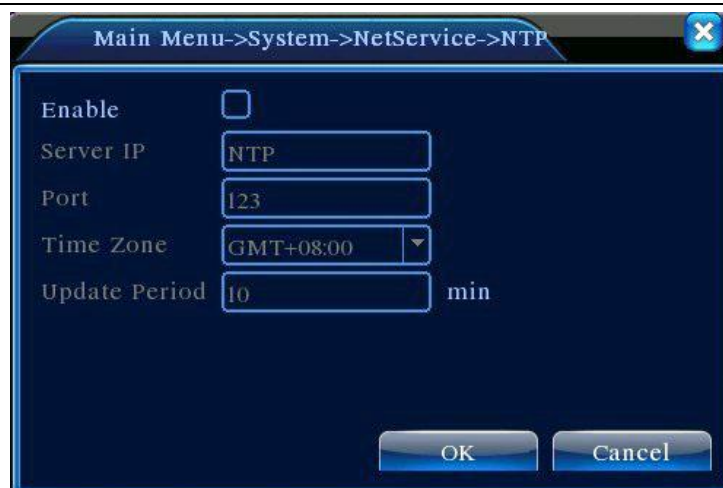 Main Menu->System->NetService->NTP
Enable
Server IP NTP
Port 123
Time Zone GMT+08:00
Update Period 10 min
OK Cancel